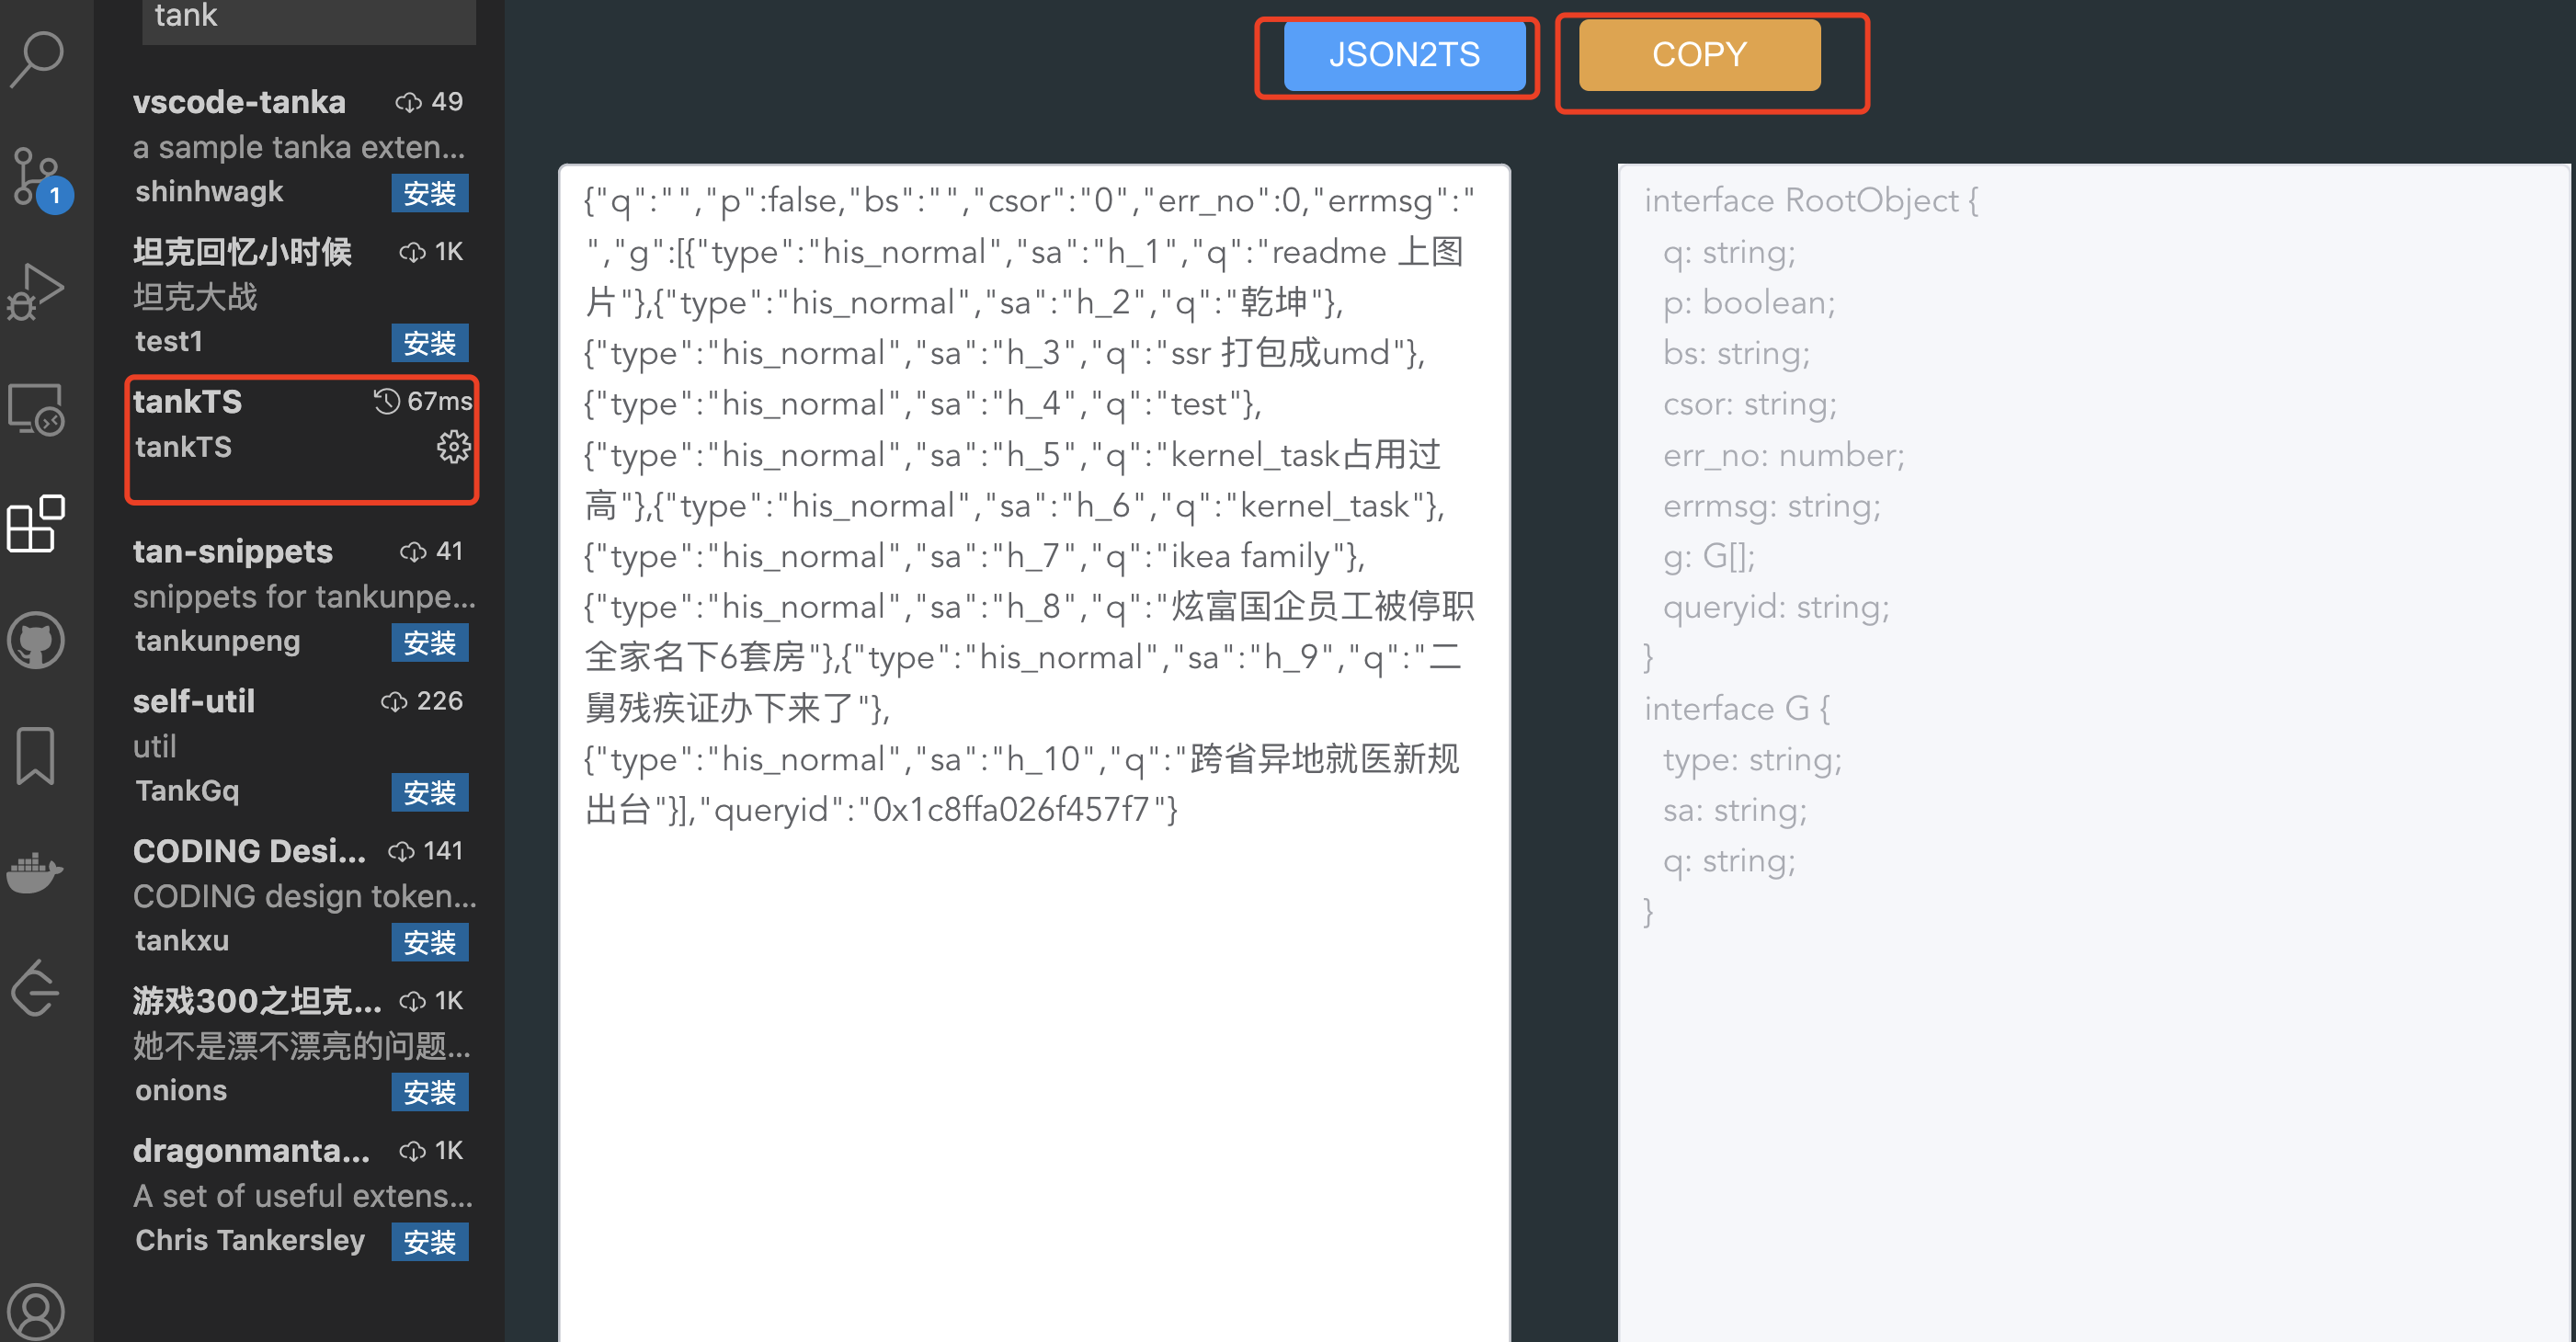 tank
vscode-tanka 49
a sample tanka exten...
shinhwagk 安装
坦克回忆小时候 1K
坦克大战
test1 安装
tankTS 67ms
tankTS
tan-snippets 41
snippets for tankunpe...
tankunpeng 安装
self-util 226
util
TankGq 安装
CODING Desi... 141
CODING design token...
tankxu 安装
游戏300之坦克... 1K
她不是漂不漂亮的问题...
onions 安装
dragonmanta... 1K
A set of useful extens...
Chris Tankersley 安装
1
JSON2TS
COPY
{"q":"","p":false,"bs":"","csor":"0","err_no":0,"errmsg":"
","g":[{"type":"his_normal","sa":"h_1","q":"readme 上图
片"},{"type":"his_normal","sa":"h_2","q":"乾坤"},
{"type":"his_normal","sa":"h_3","q":"ssr 打包成umd"},
{"type":"his_normal","sa":"h_4","q":"test"},
{"type":"his_normal","sa":"h_5","q":"kernel_task占用过
高"},{"type":"his_normal","sa":"h_6","q":"kernel_task"},
{"type":"his_normal","sa":"h_7","q":"ikea family"},
{"type":"his_normal","sa":"h_8","q":"炫富国企员工被停职
全家名下6套房"},{"type":"his_normal","sa":"h_9","q":"二
舅残疾证办下来了"},
{"type":"his_normal","sa":"h_10","q":"跨省异地就医新规
出台"}],"queryid":"0x1c8ffa026f457f7"}
interface RootObject {
q: string;
p: boolean;
bs: string;
csor: string;
err_no: number;
errmsg: string;
g: G[];
queryid: string;
}
interface G {
type: string;
sa: string;
q: string;
}